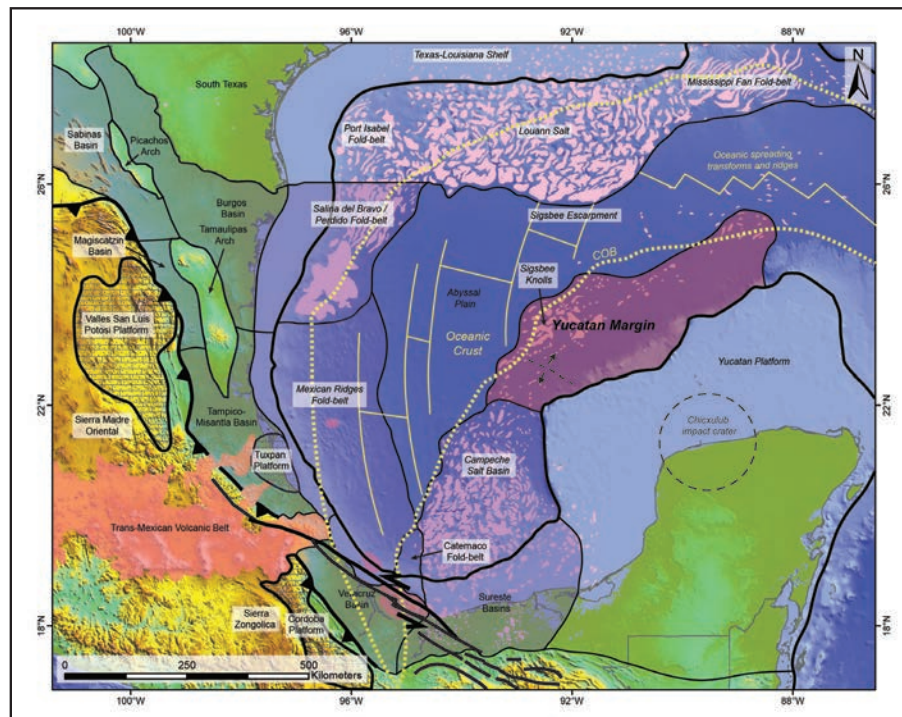 100°W
96°W
92°W
88°W
Texas-Louisiana Shelf
N
South Texas
Mississippi Fan Fold-belt
Port Isabel
Fold-belt
Louann Salt
Sabinas
Basin
Picachos
Arch
Oceanic spreading
transforms and ridges
26°N
26°N
Burgos
Basin
Salina del Bravo /
Perdido Fold-belt
Sigsbee Escarpment
Tamaulipas
Arch
Magiscatzin
Basin
COB
Sigsbee
Knolls
Abyssal
Plain
Valles San Luis
Potosi Platform
Oceanic
Crust
Yucatan Margin
Yucatan Platform
Mexican Ridges
Fold-belt
22°N
22°N
Tampico-
Misantla Basin
Sierra Madre
Oriental
Chicxulub
impact crater
Tuxpan
Platform
Campeche
Salt Basin
Trans-Mexican Volcanic Belt
Catemaco
Fold-belt
Veracruz
Basin
Sureste
Basins
Sierra
Zongolica
Cordoba
Platform
18°N
18°N
0
250
500
Kilometers
100°W
96°W
92°W
88°W